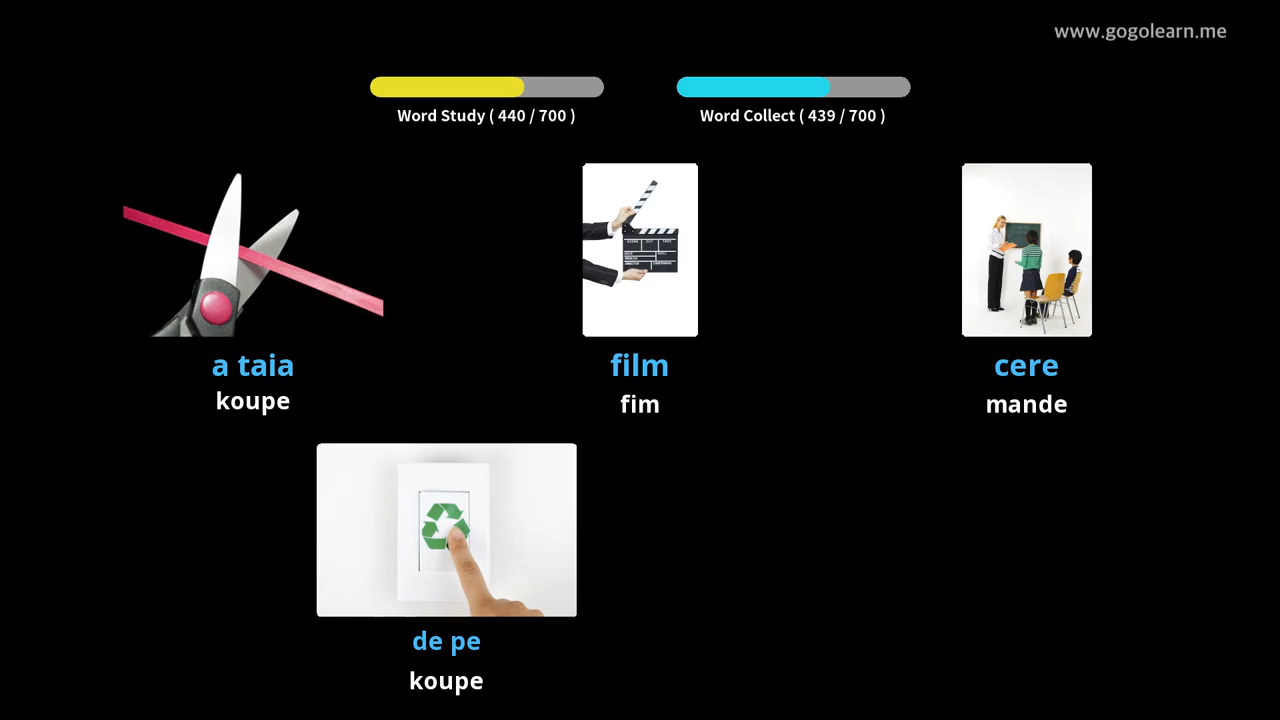 www.gogolearn.me
Word Study ( 440 / 700 )
Word Collect ( 439 / 700 )
a taia
koupe
film
fim
cere
mande
de pe
koupe